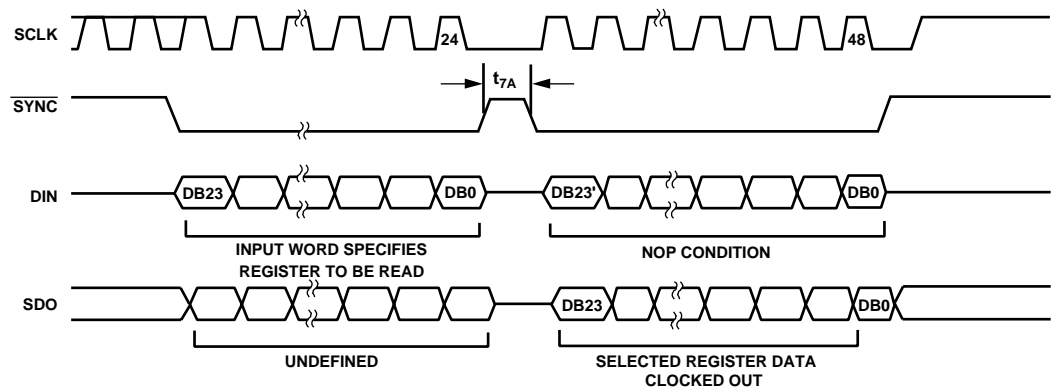 SCLK
24
48
t7A
SYNC
DIN
DB23
DB0
DB23'
DB0
INPUT WORD SPECIFIES
REGISTER TO BE READ
NOP CONDITION
SDO
DB23
DB0
UNDEFINED
SELECTED REGISTER DATA
CLOCKED OUT